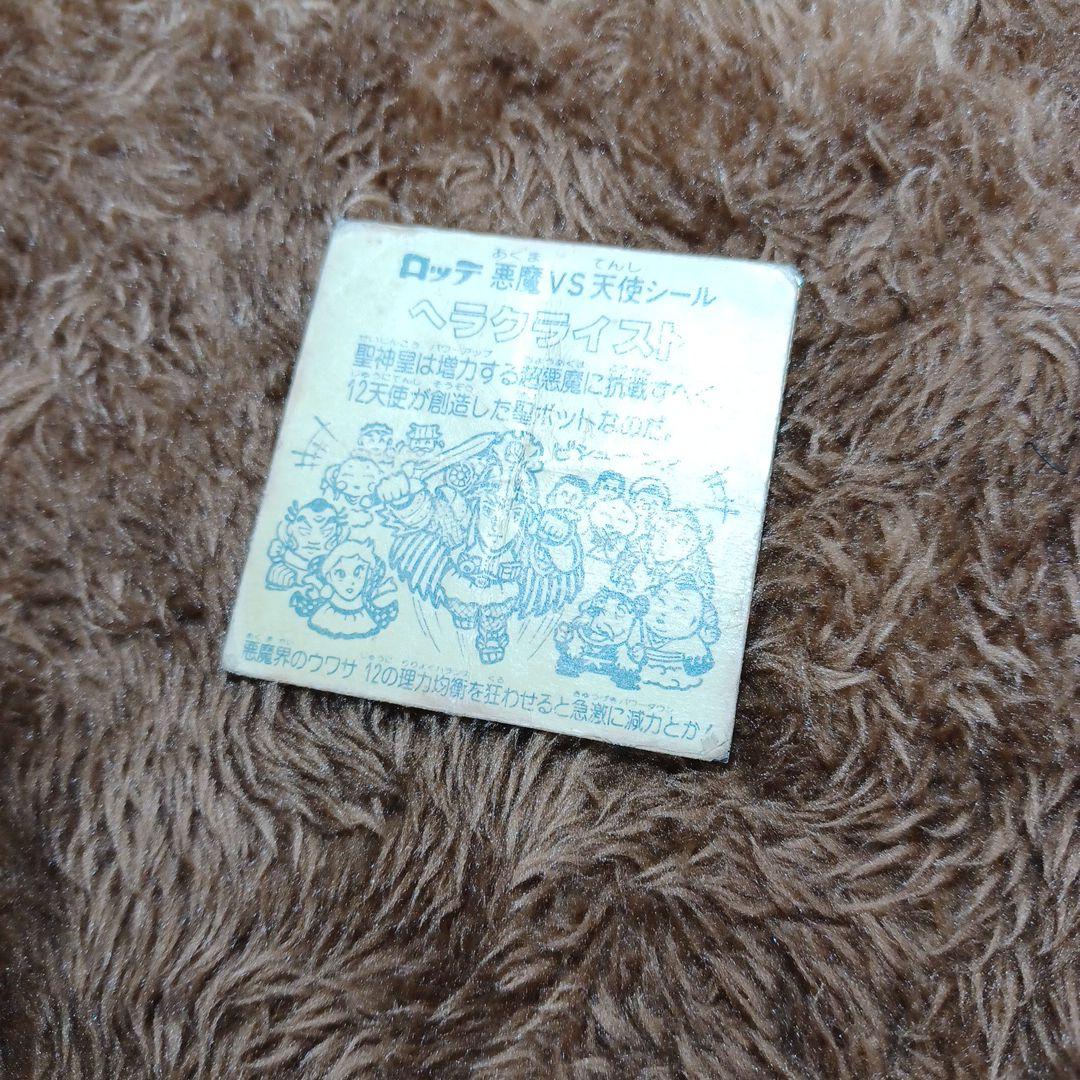 ロッテ 悪魔VS天使シール
ヘラクライスト
聖神皇は増力する超悪魔に抗戦すべく、
12天使が創造した聖ボットなのだ。
ビシューン
悪魔界のウワサ 12の理力均衡を狂わせると急激に減力とか!